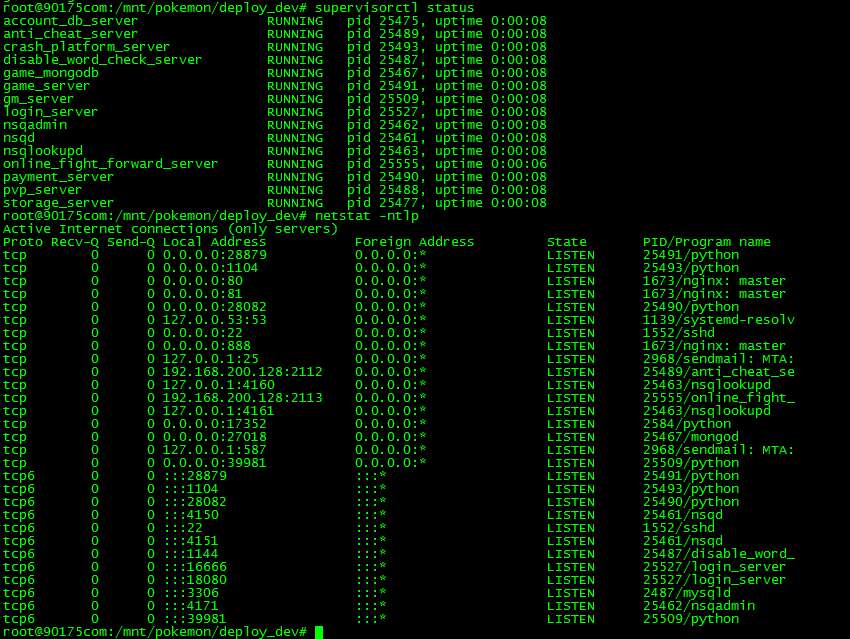 root@90175com:/mnt/pokemon/deploy_dev# supervisorctl status
account_db_server RUNNING pid 25475, uptime 0:00:08
anti_cheat_server RUNNING pid 25489, uptime 0:00:08
crash_platform_server RUNNING pid 25493, uptime 0:00:08
disable_word_check_server RUNNING pid 25487, uptime 0:00:08
game_mongodb RUNNING pid 25467, uptime 0:00:08
game_server RUNNING pid 25491, uptime 0:00:08
gm_server RUNNING pid 25509, uptime 0:00:08
login_server RUNNING pid 25527, uptime 0:00:08
nsqadmin RUNNING pid 25462, uptime 0:00:08
nsqd RUNNING pid 25461, uptime 0:00:08
nsqlookupd RUNNING pid 25463, uptime 0:00:08
online_fight_forward_server RUNNING pid 25555, uptime 0:00:06
payment_server RUNNING pid 25490, uptime 0:00:08
pvp_server RUNNING pid 25488, uptime 0:00:08
storage_server RUNNING pid 25477, uptime 0:00:08
root@90175com:/mnt/pokemon/deploy_dev# netstat -ntlp
Active Internet connections (only servers)
Proto Recv-Q Send-Q Local Address Foreign Address State PID/Program name
tcp 0 0 0.0.0.0:28879 0.0.0.0:* LISTEN 25491/python
tcp 0 0 0.0.0.0:1104 0.0.0.0:* LISTEN 25493/python
tcp 0 0 0.0.0.0:80 0.0.0.0:* LISTEN 1673/nginx: master
tcp 0 0 0.0.0.0:81 0.0.0.0:* LISTEN 1673/nginx: master
tcp 0 0 0.0.0.0:28082 0.0.0.0:* LISTEN 25490/python
tcp 0 0 127.0.0.53:53 0.0.0.0:* LISTEN 1139/systemd-resolv
tcp 0 0 0.0.0.0:22 0.0.0.0:* LISTEN 1552/sshd
tcp 0 0 0.0.0.0:888 0.0.0.0:* LISTEN 1673/nginx: master
tcp 0 0 127.0.0.1:25 0.0.0.0:* LISTEN 2968/sendmail: MTA:
tcp 0 0 192.168.200.128:2112 0.0.0.0:* LISTEN 25489/anti_cheat_se
tcp 0 0 127.0.0.1:4160 0.0.0.0:* LISTEN 25463/nsqlookupd
tcp 0 0 192.168.200.128:2113 0.0.0.0:* LISTEN 25555/online_fight_
tcp 0 0 127.0.0.1:4161 0.0.0.0:* LISTEN 25463/nsqlookupd
tcp 0 0 0.0.0.0:17352 0.0.0.0:* LISTEN 2584/python
tcp 0 0 0.0.0.0:27018 0.0.0.0:* LISTEN 25467/mongod
tcp 0 0 127.0.0.1:587 0.0.0.0:* LISTEN 2968/sendmail: MTA:
tcp 0 0 0.0.0.0:39981 0.0.0.0:* LISTEN 25509/python
tcp6 0 0 :::28879 :::* LISTEN 25491/python
tcp6 0 0 :::1104 :::* LISTEN 25493/python
tcp6 0 0 :::28082 :::* LISTEN 25490/python
tcp6 0 0 :::4150 :::* LISTEN 25461/nsqd
tcp6 0 0 :::22 :::* LISTEN 1552/sshd
tcp6 0 0 :::4151 :::* LISTEN 25461/nsqd
tcp6 0 0 :::1144 :::* LISTEN 25487/disable_word_
tcp6 0 0 :::16666 :::* LISTEN 25527/login_server
tcp6 0 0 :::18080 :::* LISTEN 25527/login_server
tcp6 0 0 :::3306 :::* LISTEN 2487/mysqld
tcp6 0 0 :::4171 :::* LISTEN 25462/nsqadmin
tcp6 0 0 :::39981 :::* LISTEN 25509/python
root@90175com:/mnt/pokemon/deploy_dev#